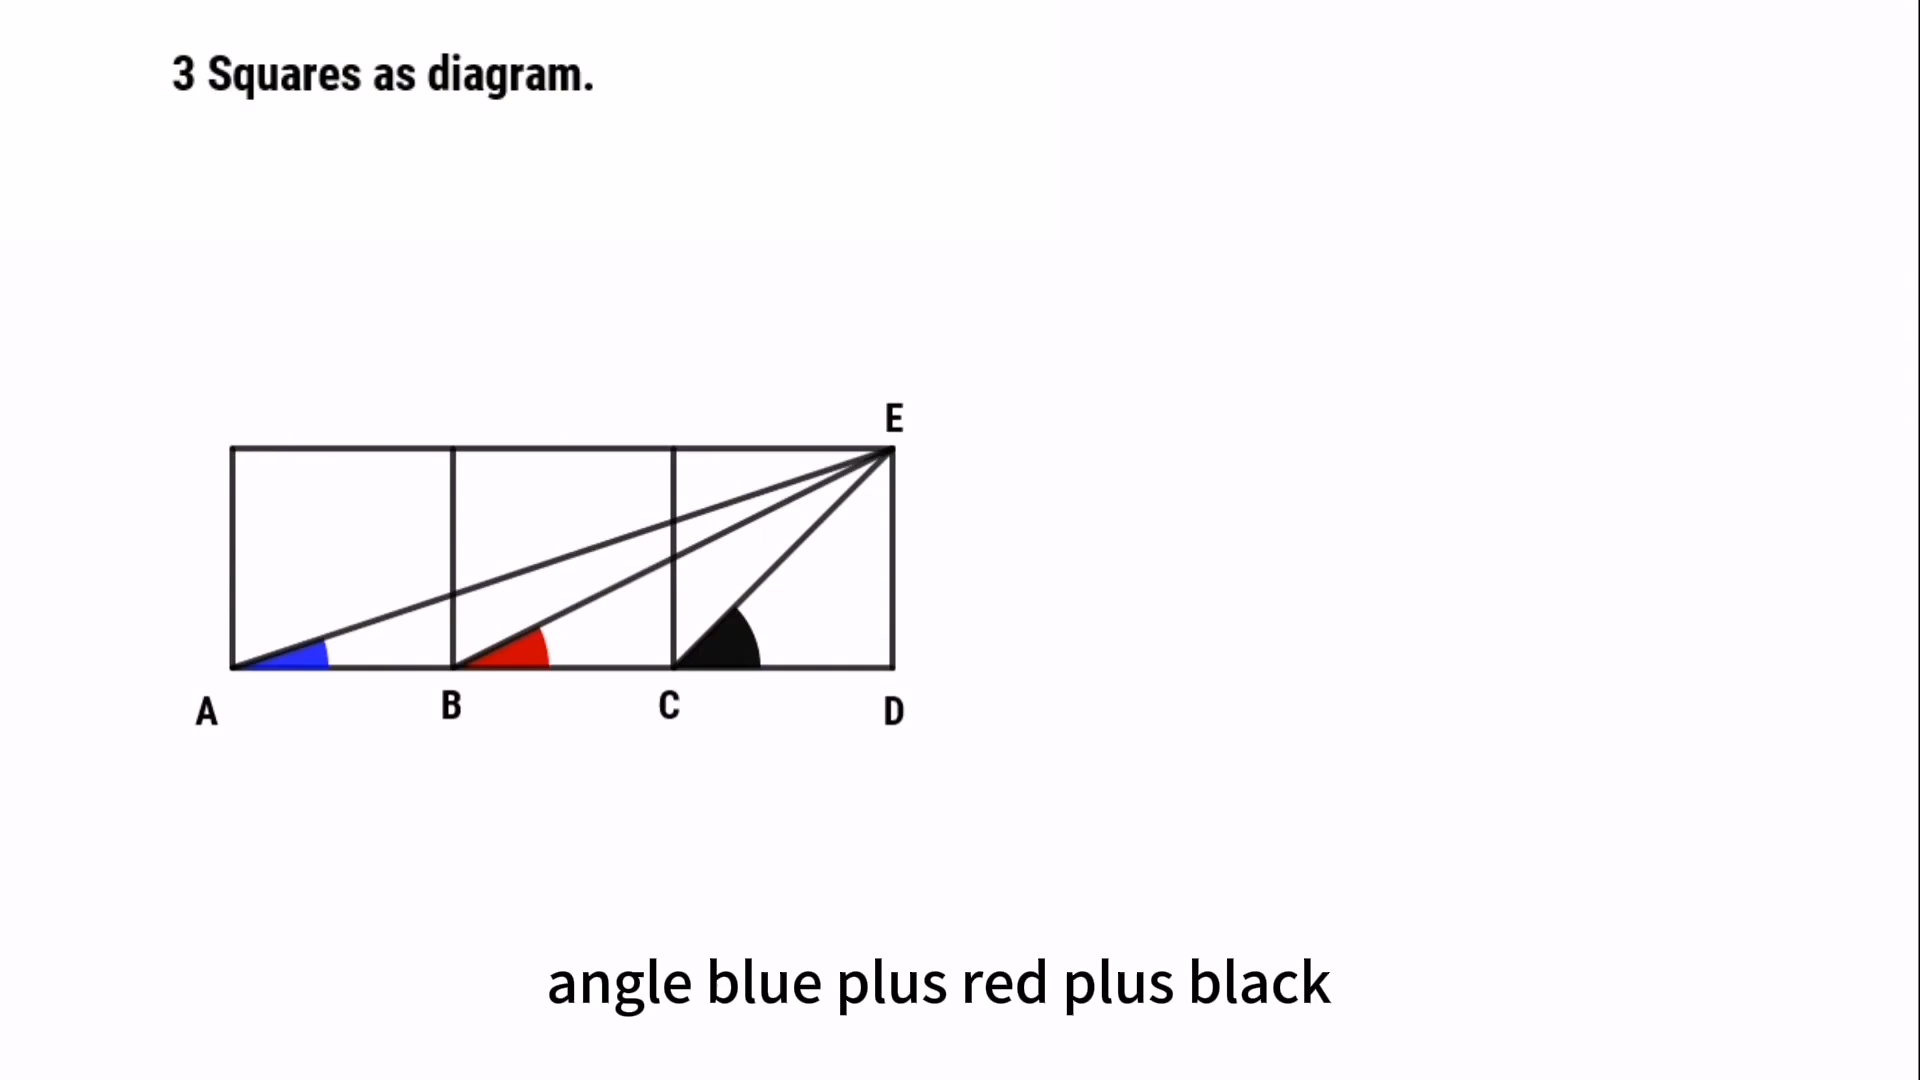 3 Squares as diagram.
E
A
B
C
D
angle blue plus red plus black